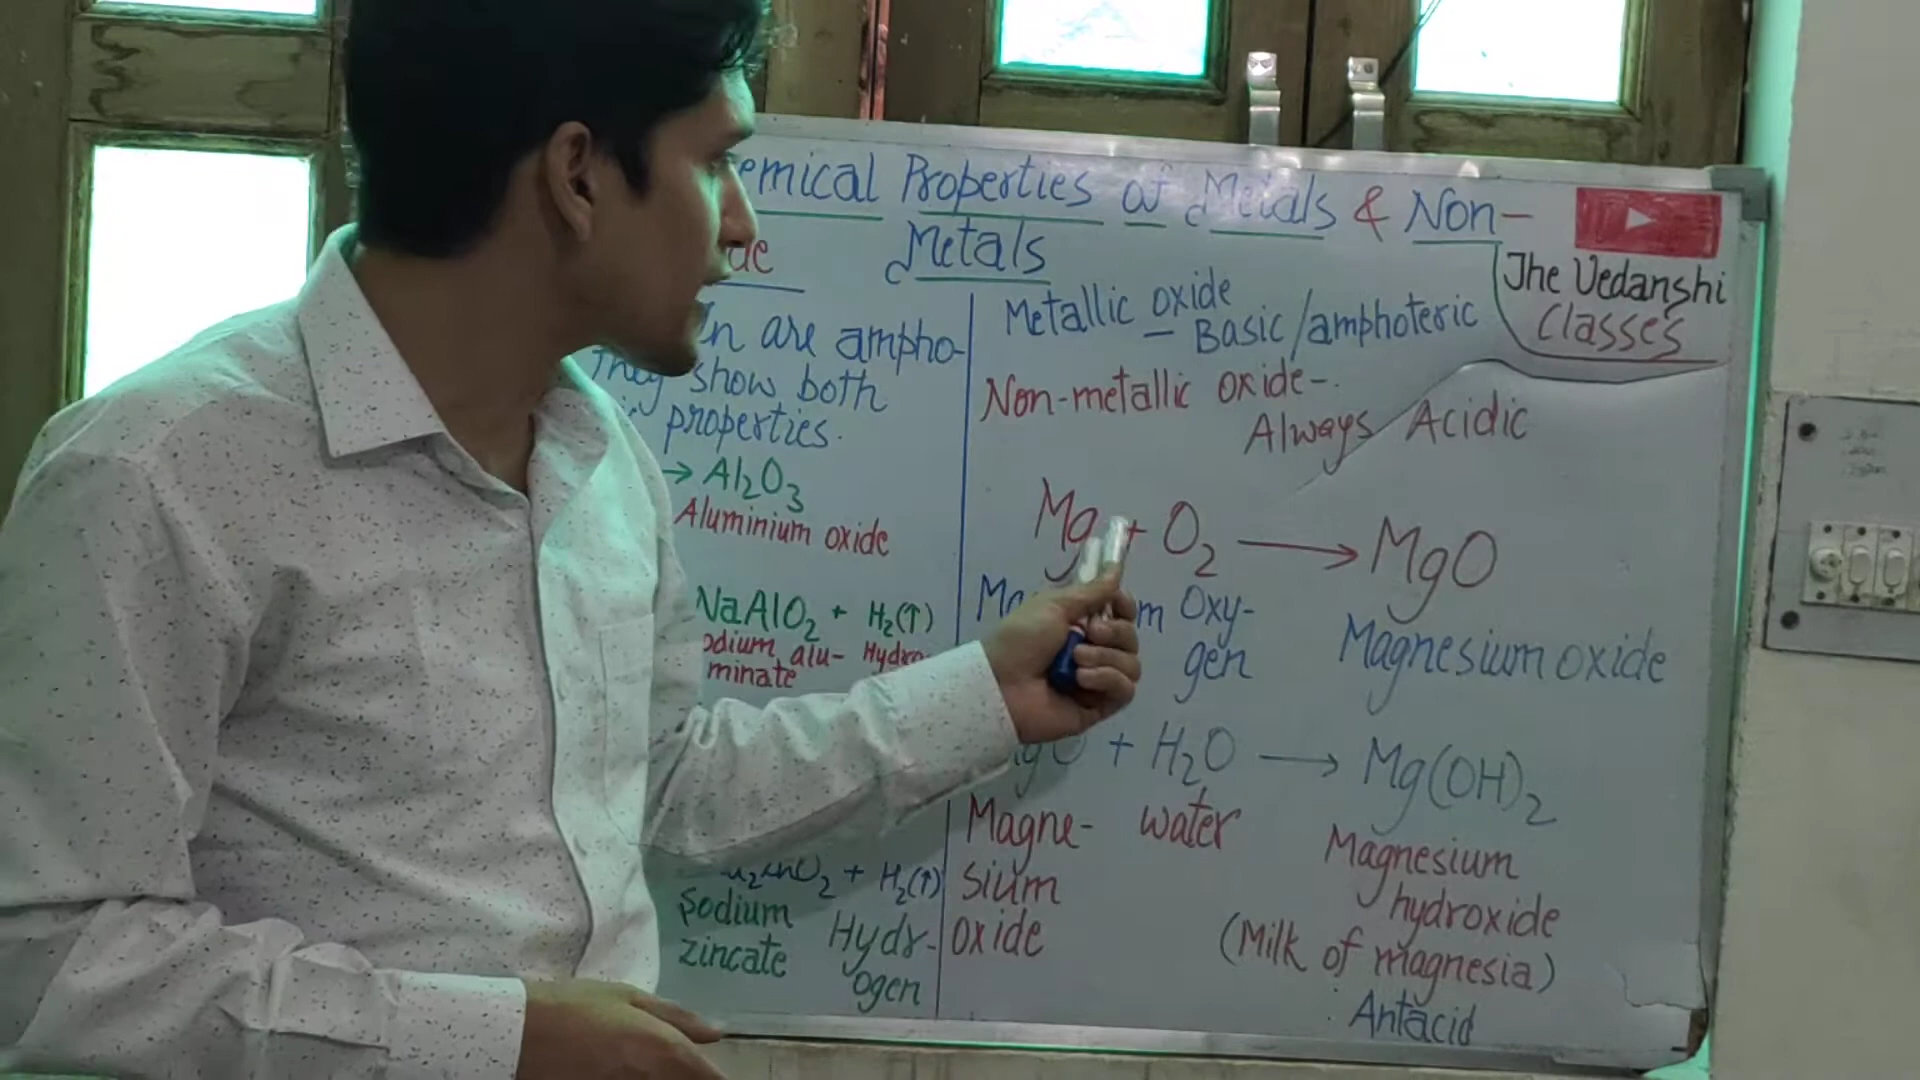 Properties of Metals & Non-
Metals
The Vedanshi
Classes
are ampho-
They show both
properties.
→ Al₂O₃
Aluminium oxide
NaAlO₂ + H₂(↑)
minate
O₂ + H₂(↑)
Sodium
zincate
Hydr-
ogen
Metallic oxide
– Basic/amphoteric
Non-metallic oxide-
Always Acidic
Mg + O₂ → MgO
Oxy-
gen
Magnesium oxide
+ H₂O → Mg(OH)₂
Magne-
sium
oxide
water
Magnesium
hydroxide
(Milk of magnesia)
Antacid